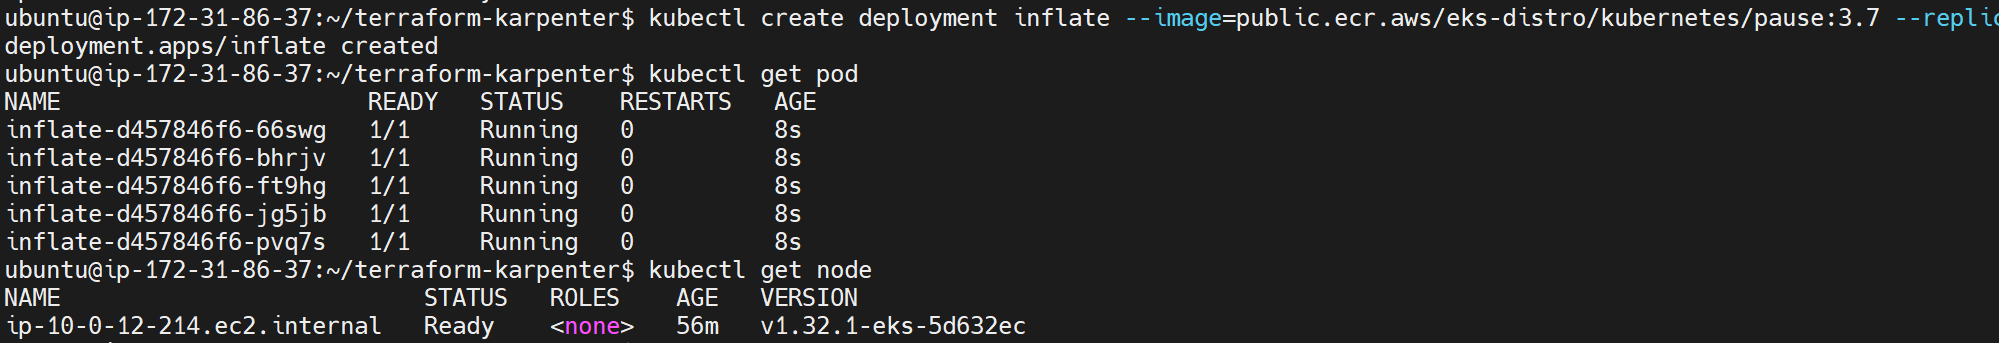 ubuntu@ip-172-31-86-37:~/terraform-karpenter$ kubectl create deployment inflate --image=public.ecr.aws/eks-distro/kubernetes/pause:3.7
deployment.apps/inflate created
ubuntu@ip-172-31-86-37:~/terraform-karpenter$ kubectl get pod
NAME READY STATUS RESTARTS AGE
inflate-d457846f6-66swg 1/1 Running 0 8s
inflate-d457846f6-bhrjv 1/1 Running 0 8s
inflate-d457846f6-ft9hg 1/1 Running 0 8s
inflate-d457846f6-jg5jb 1/1 Running 0 8s
inflate-d457846f6-pvq7s 1/1 Running 0 8s
ubuntu@ip-172-31-86-37:~/terraform-karpenter$ kubectl get node
NAME STATUS ROLES AGE VERSION
ip-10-0-12-214.ec2.internal Ready <none> 56m v1.32.1-eks-5d632ec